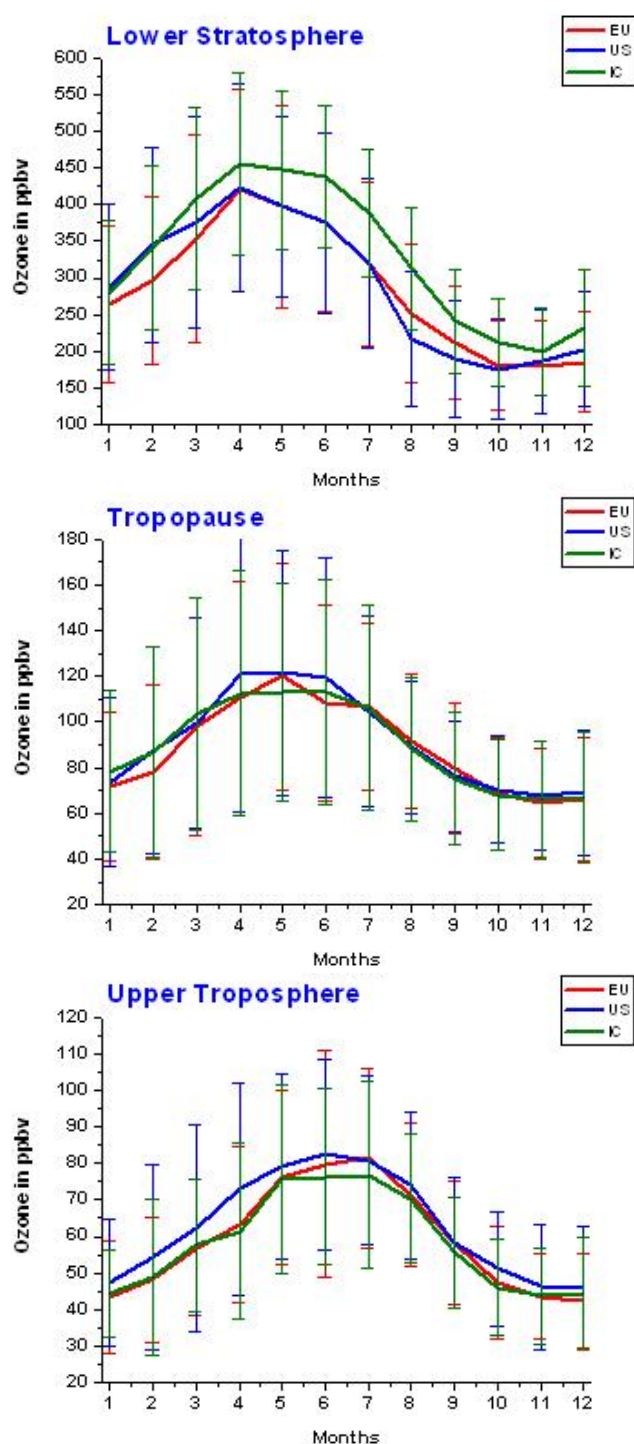 Lower Stratosphere
EU
US
IC
600
550
500
450
400
350
300
250
200
150
100
Ozone in ppbv
1 2 3 4 5 6 7 8 9 10 11 12
Months
Tropopause
EU
US
IC
180
160
140
120
100
80
60
40
20
Ozone in ppbv
1 2 3 4 5 6 7 8 9 10 11 12
Months
Upper Troposphere
EU
US
IC
120
110
100
90
80
70
60
50
40
30
20
Ozone in ppbv
1 2 3 4 5 6 7 8 9 10 11 12
Months